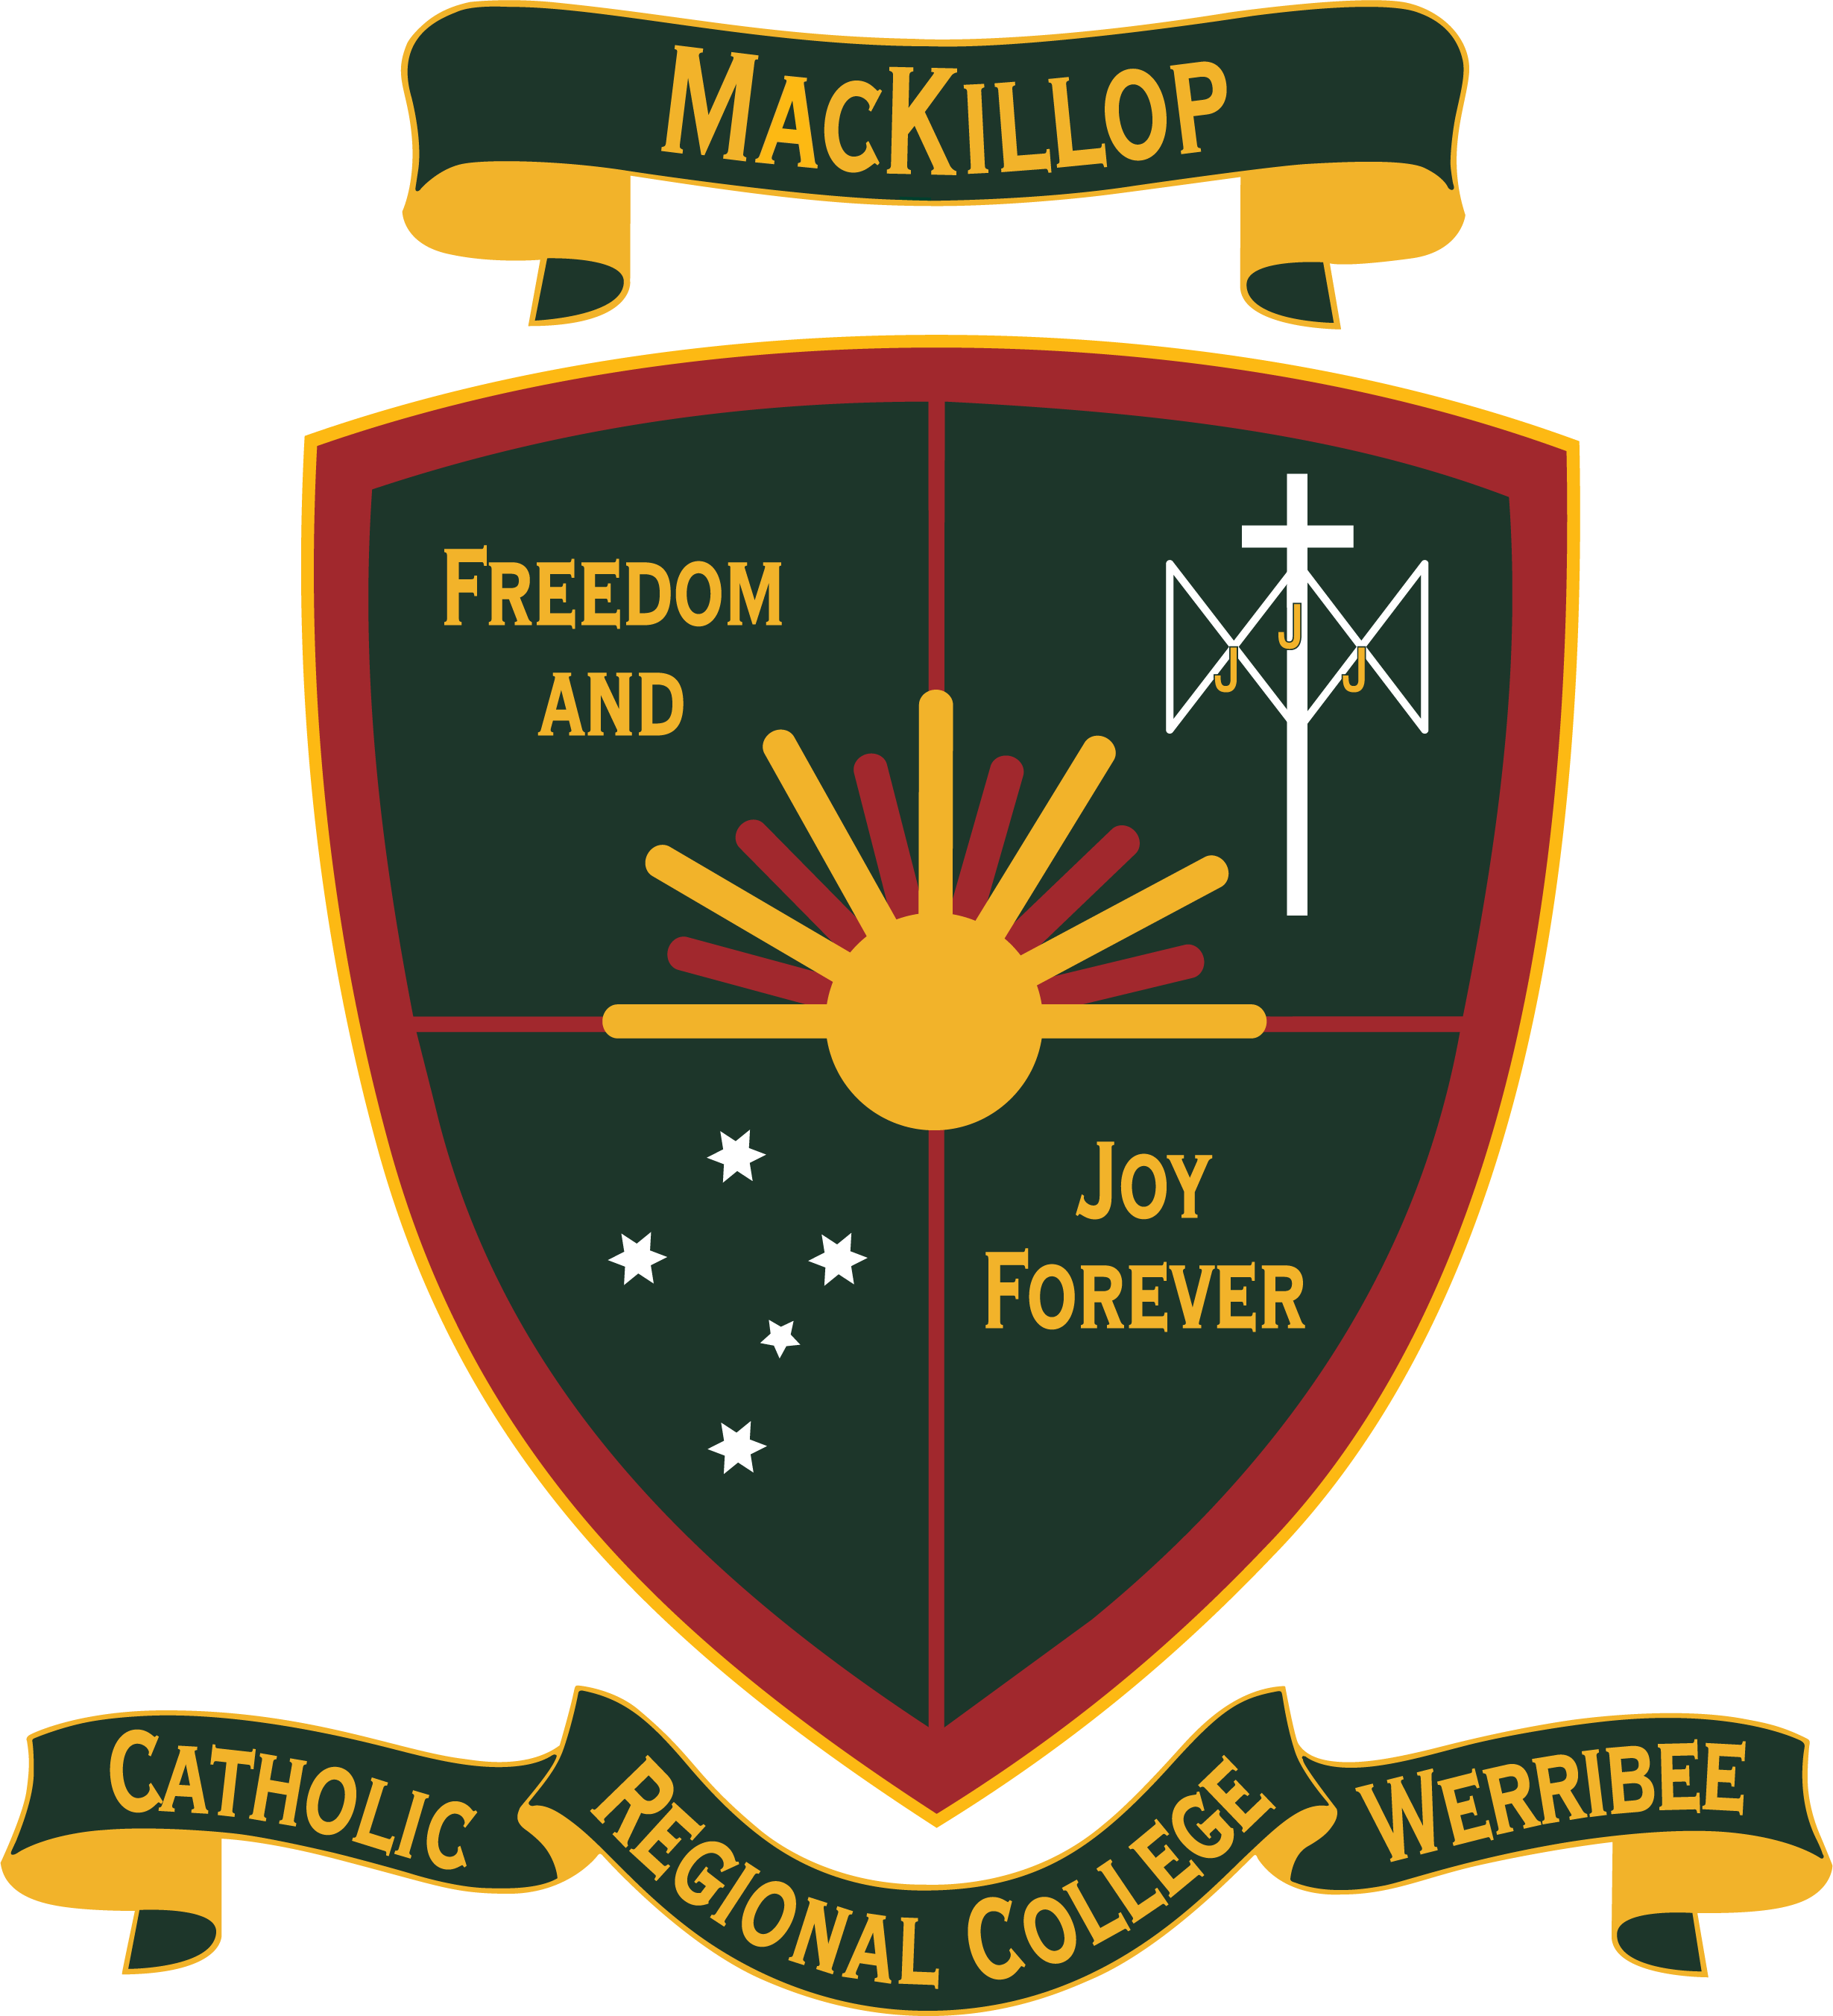 MacKillop
Freedom
and
J
J J
Joy
Forever
Catholic Regional College Werribee